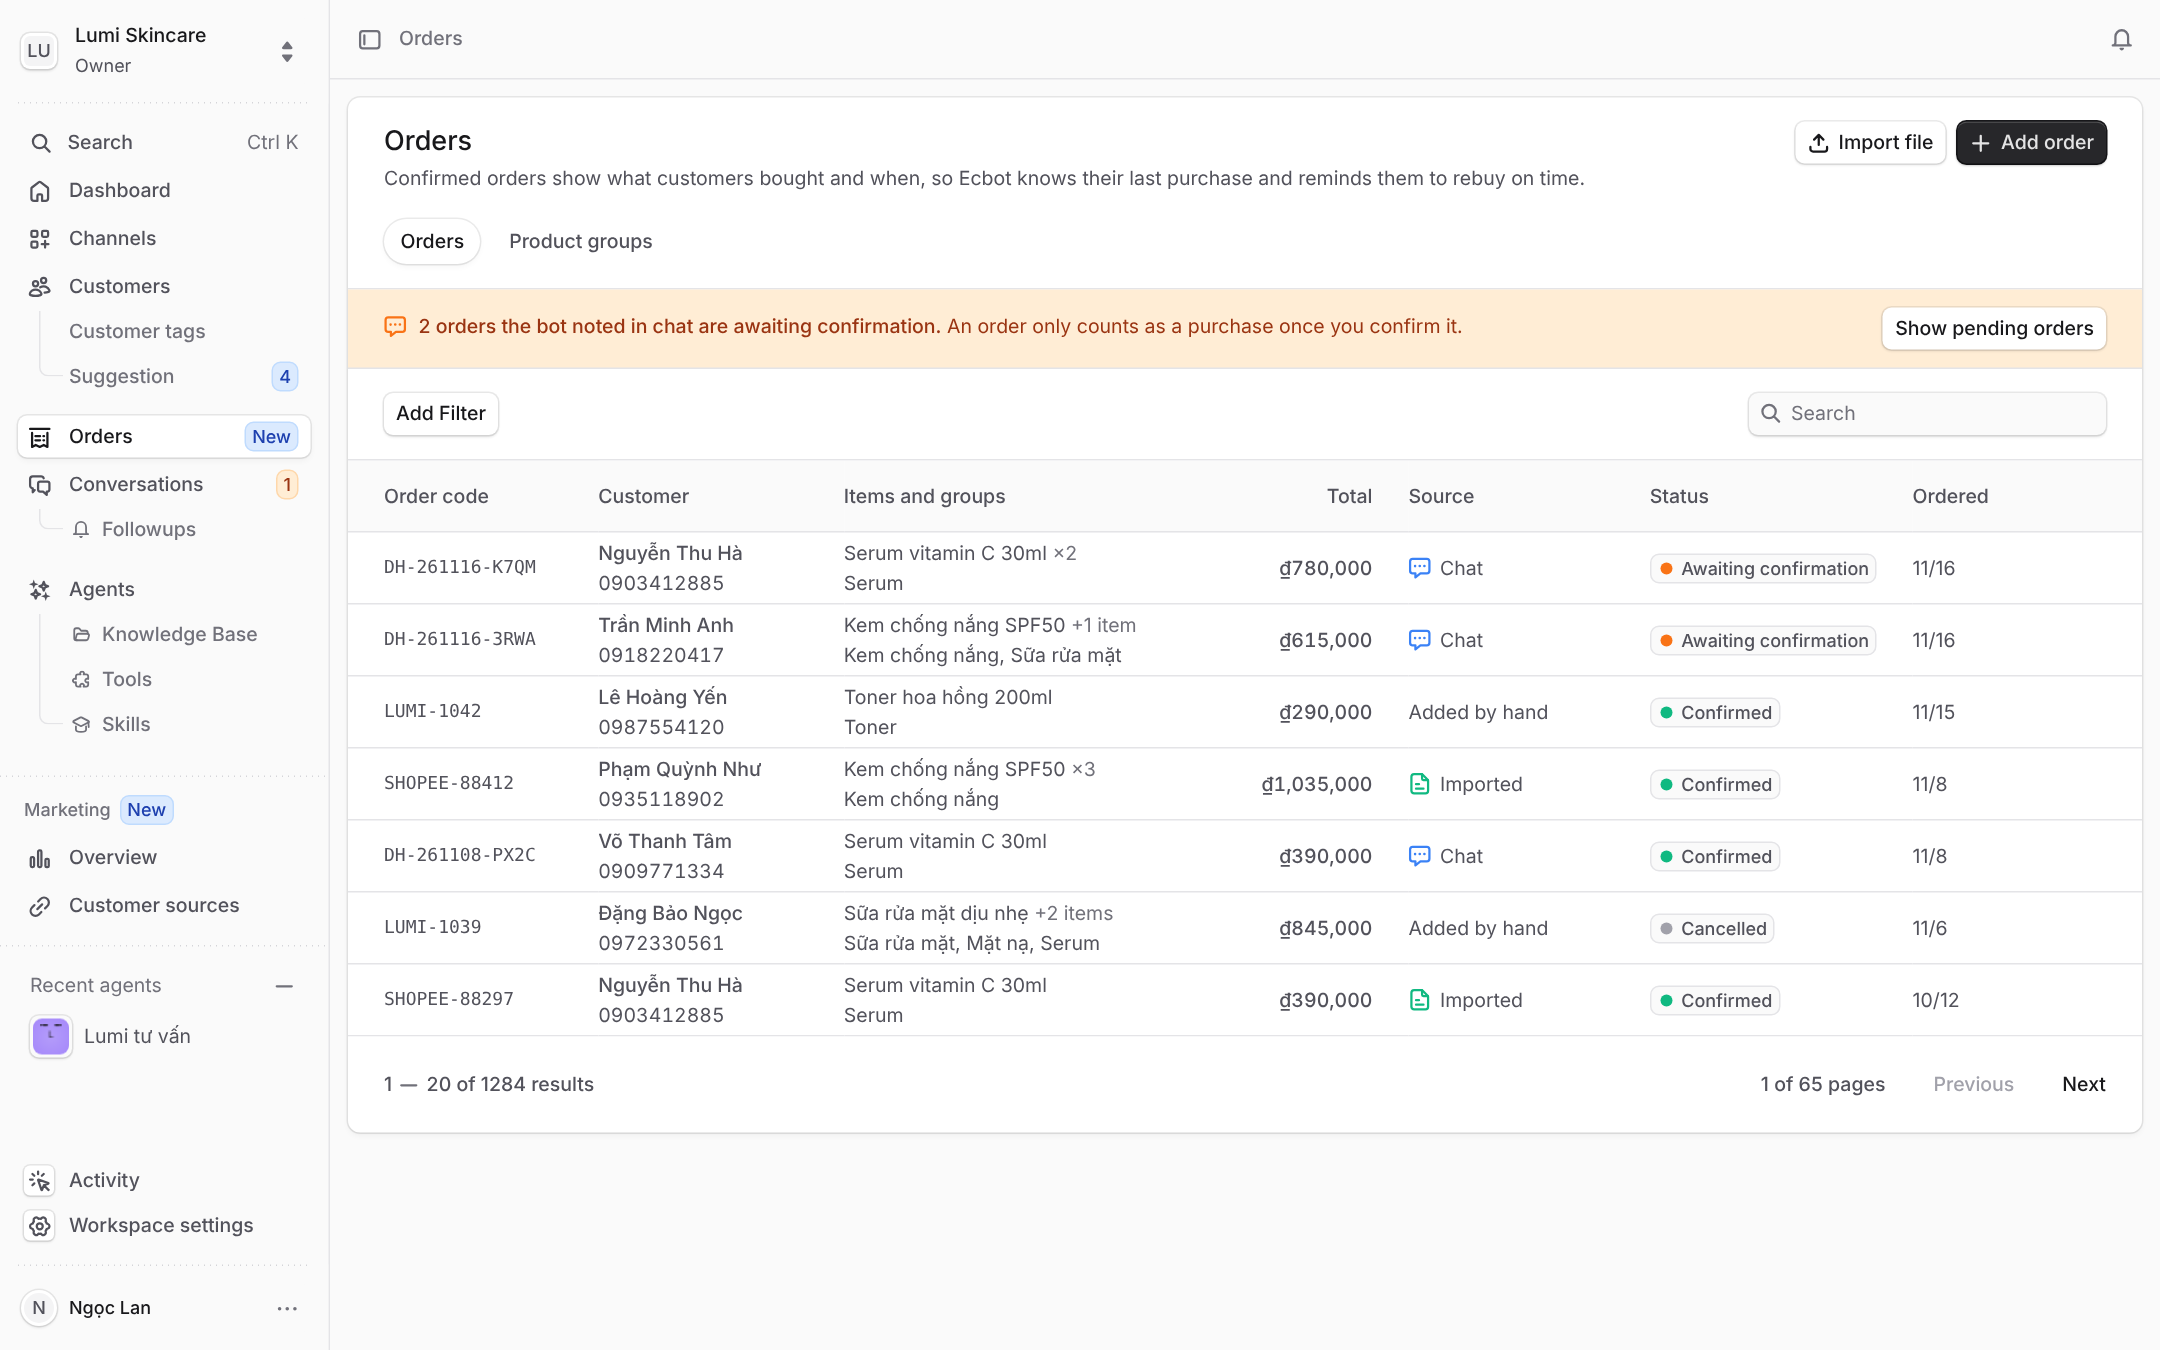 LU
Lumi Skincare
Owner
Search Ctrl K
Dashboard
Channels
Customers
Customer tags
Suggestion 4
Orders New
Conversations 1
Followups
Agents
Knowledge Base
Tools
Skills
Marketing New
Overview
Customer sources
Recent agents
Lumi tư vấn
Activity
Workspace settings
N Ngọc Lan
Orders
Orders
Import file
Add order
Confirmed orders show what customers bought and when, so Ecbot knows their last purchase and reminds them to rebuy on time.
Orders Product groups
2 orders the bot noted in chat are awaiting confirmation. An order only counts as a purchase once you confirm it.
Show pending orders
Add Filter
Search
Order code Customer Items and groups Total Source Status Ordered
DH-261116-K7QM Nguyễn Thu Hà Serum vitamin C 30ml ×2 ₫780,000 Chat Awaiting confirmation 11/16
0903412885 Serum
DH-261116-3RWA Trần Minh Anh Kem chống nắng SPF50 +1 item ₫615,000 Chat Awaiting confirmation 11/16
0918220417 Kem chống nắng, Sữa rửa mặt
LUMI-1042 Lê Hoàng Yến Toner hoa hồng 200ml ₫290,000 Added by hand Confirmed 11/15
0987554120 Toner
SHOPEE-88412 Phạm Quỳnh Như Kem chống nắng SPF50 ×3 ₫1,035,000 Imported Confirmed 11/8
0935118902 Kem chống nắng
DH-261108-PX2C Võ Thanh Tâm Serum vitamin C 30ml ₫390,000 Chat Confirmed 11/8
0909771334 Serum
LUMI-1039 Đặng Bảo Ngọc Sữa rửa mặt dịu nhẹ +2 items ₫845,000 Added by hand Cancelled 11/6
0972330561 Sữa rửa mặt, Mặt nạ, Serum
SHOPEE-88297 Nguyễn Thu Hà Serum vitamin C 30ml ₫390,000 Imported Confirmed 10/12
0903412885 Serum
1 — 20 of 1284 results
1 of 65 pages Previous Next